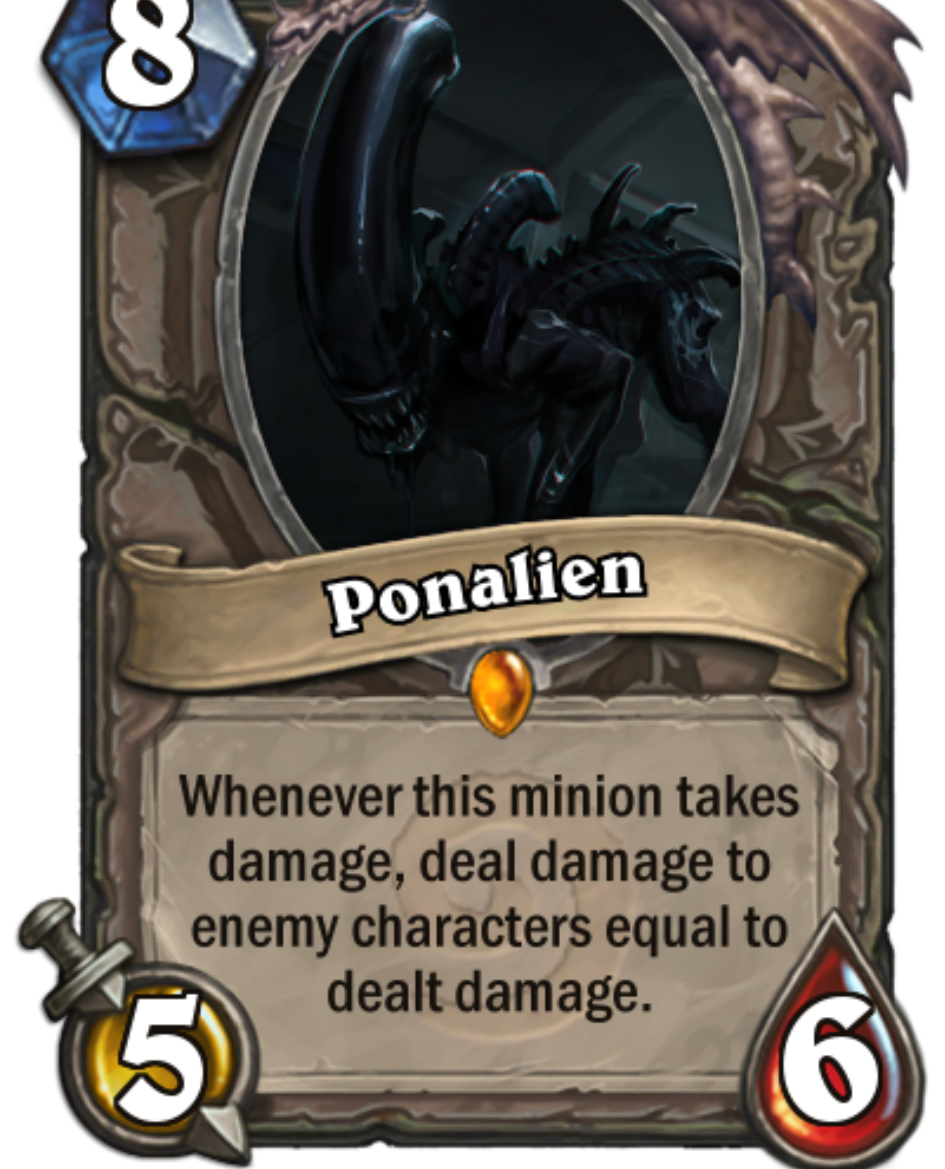 8
Ponalien
Whenever this minion takes
damage, deal damage to
enemy characters equal to
dealt damage.
5
6